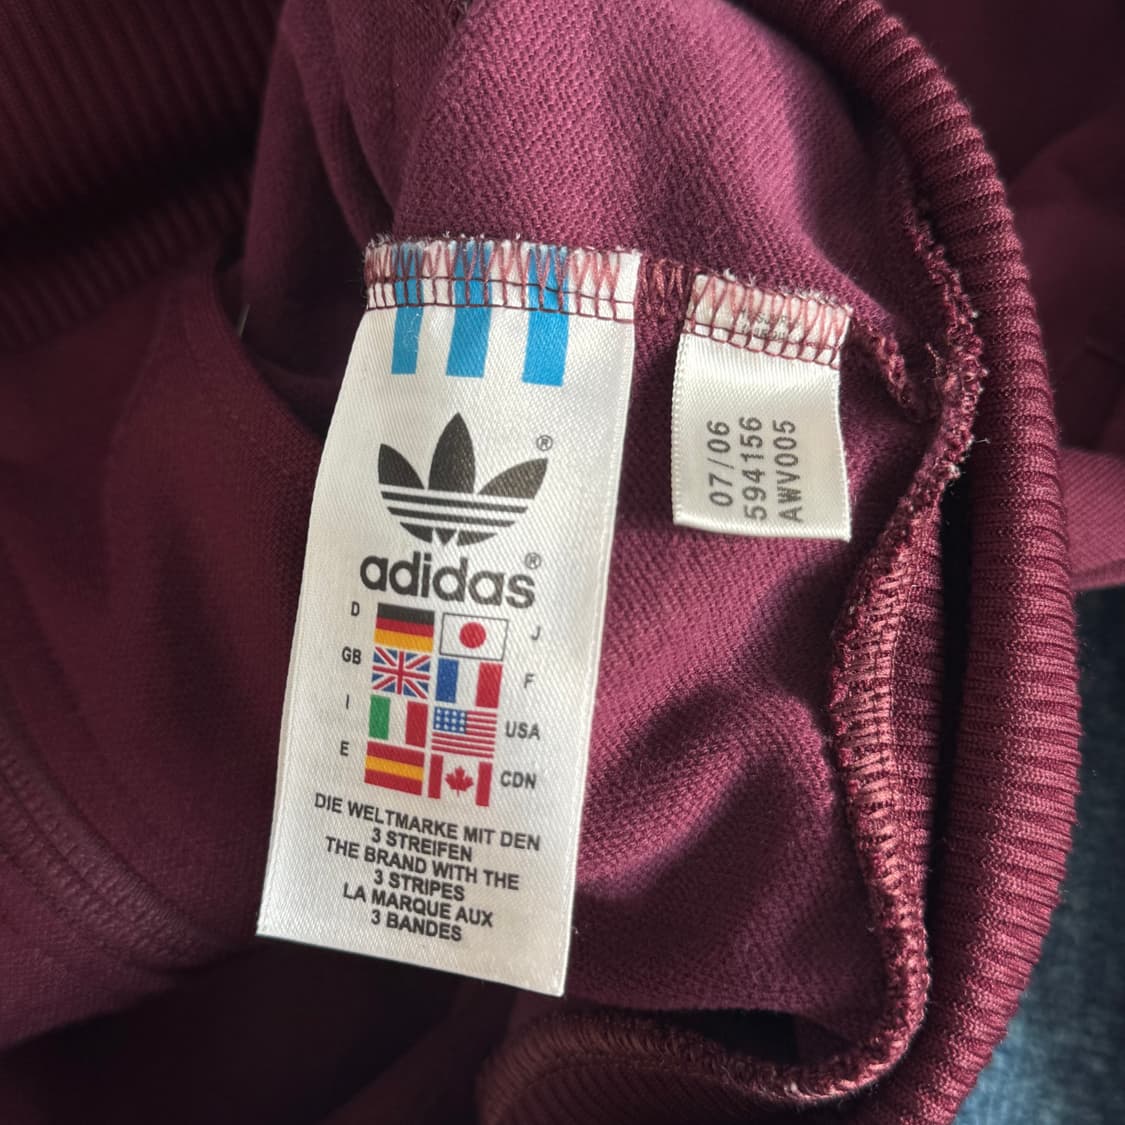 ®
adidas®
D
J
GB
F
I
USA
E
CDN
DIE WELTMARKE MIT DEN
3 STREIFEN
THE BRAND WITH THE
3 STRIPES
LA MARQUE AUX
3 BANDES
07/06
594156
AWV005